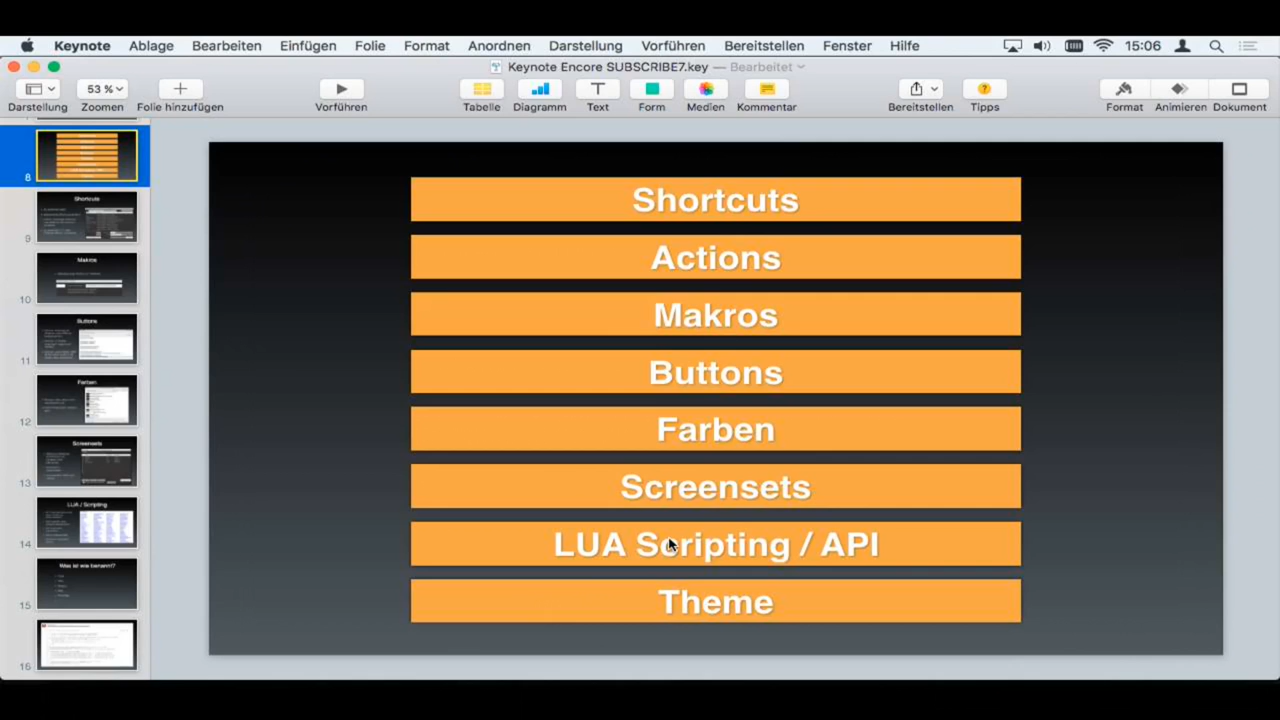 Keynote Ablage Bearbeiten Einfügen Folie Format Anordnen Darstellung Vorführen Bereitstellen Fenster Hilfe 15:06
Keynote Encore SUBSCRIBE7.key — Bearbeitet
53 %
Darstellung Zoomen Folie hinzufügen Vorführen Tabelle Diagramm Text Form Medien Kommentar Bereitstellen Tipps Format Animieren Dokument
8
Shortcuts
9
Makros
10
Buttons
11
Farben
12
Screensets
13
LUA / Scripting
14
Was ist wie benannt?
15
16
Shortcuts
Actions
Makros
Buttons
Farben
Screensets
LUA Scripting / API
Theme